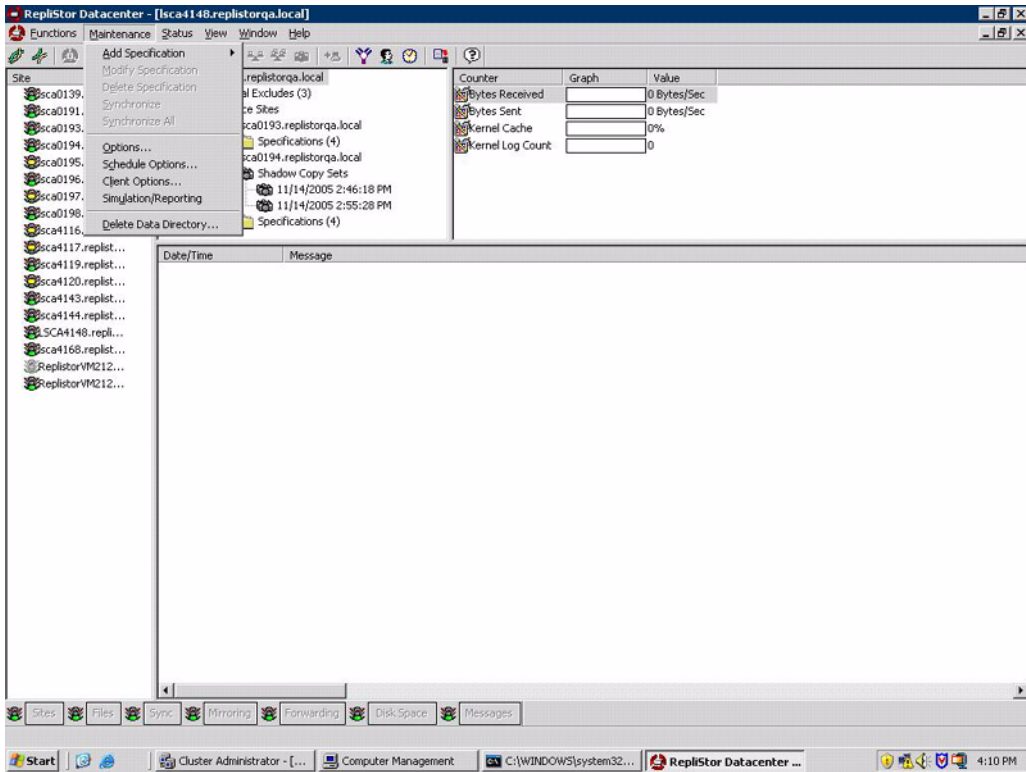 RepliStor Datacenter - [lsca4148.replistorqa.local]
Functions Maintenance Status View Window Help
Add Specification
Modify Specification
Delete Specification
Synchronize
Synchronize All
Options...
Schedule Options...
Client Options...
Simulation/Reporting
Delete Data Directory...
Site
sca0139.
sca0191.
sca0193.
sca0194.
sca0195.
sca0196.
sca0197.
sca0198.
sca4116.
sca4117.replist...
sca4119.replist...
sca4120.replist...
sca4143.replist...
sca4144.replist...
LSCA4148.repli...
sca4168.replist...
ReplistorVM212...
ReplistorVM212...
.replistorqa.local
al Excludes (3)
ce Sites
sca0193.replistorqa.local
Specifications (4)
sca0194.replistorqa.local
Shadow Copy Sets
11/14/2005 2:46:18 PM
11/14/2005 2:55:28 PM
Specifications (4)
Counter Graph Value
Bytes Received 0 Bytes/Sec
Bytes Sent 0 Bytes/Sec
Kernel Cache 0%
Kernel Log Count 0
Date/Time Message
Sites Files Sync Mirroring Forwarding Disk Space Messages
Start Cluster Administrator - [... Computer Management C:\WINDOWS\system32... RepliStor Datacenter ... 4:10 PM